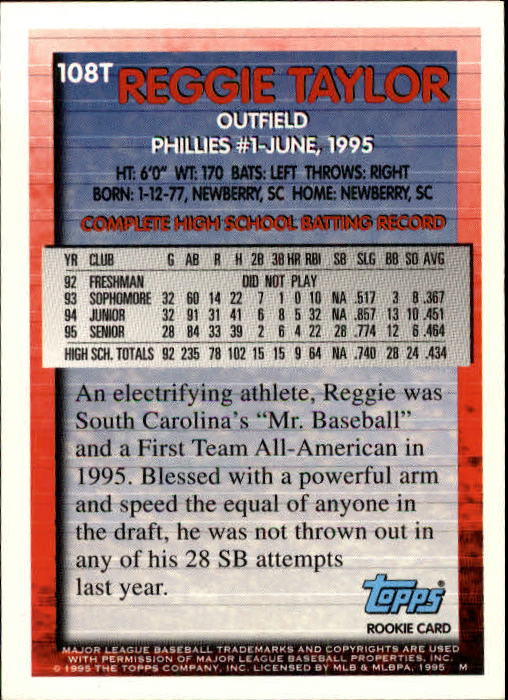 108T REGGIE TAYLOR
OUTFIELD
PHILLIES #1-JUNE, 1995
HT: 6'0" WT: 170 BATS: LEFT THROWS: RIGHT
BORN: 1-12-77, NEWBERRY, SC HOME: NEWBERRY, SC
COMPLETE HIGH SCHOOL BATTING RECORD
YR CLUB G AB R H 2B 3B HR RBI SB SLG BB SO AVG
92 FRESHMAN DID NOT PLAY
93 SOPHOMORE 32 60 14 22 7 1 0 10 NA .517 3 8 .367
94 JUNIOR 32 91 31 41 6 8 5 32 NA .857 13 10 .451
95 SENIOR 28 84 33 39 2 6 4 22 28 .774 12 6 .464
HIGH SCH. TOTALS 92 235 78 102 15 15 9 64 NA .740 28 24 .434
An electrifying athlete, Reggie was
South Carolina's "Mr. Baseball"
and a First Team All-American in
1995. Blessed with a powerful arm
and speed the equal of anyone in
the draft, he was not thrown out in
any of his 28 SB attempts
last year.
topps
ROOKIE CARD
MAJOR LEAGUE BASEBALL TRADEMARKS AND COPYRIGHTS ARE USED
WITH PERMISSION OF MAJOR LEAGUE BASEBALL PROPERTIES, INC.
© 1995 THE TOPPS COMPANY, INC. LICENSED BY MLB & MLBPA, 1995 M